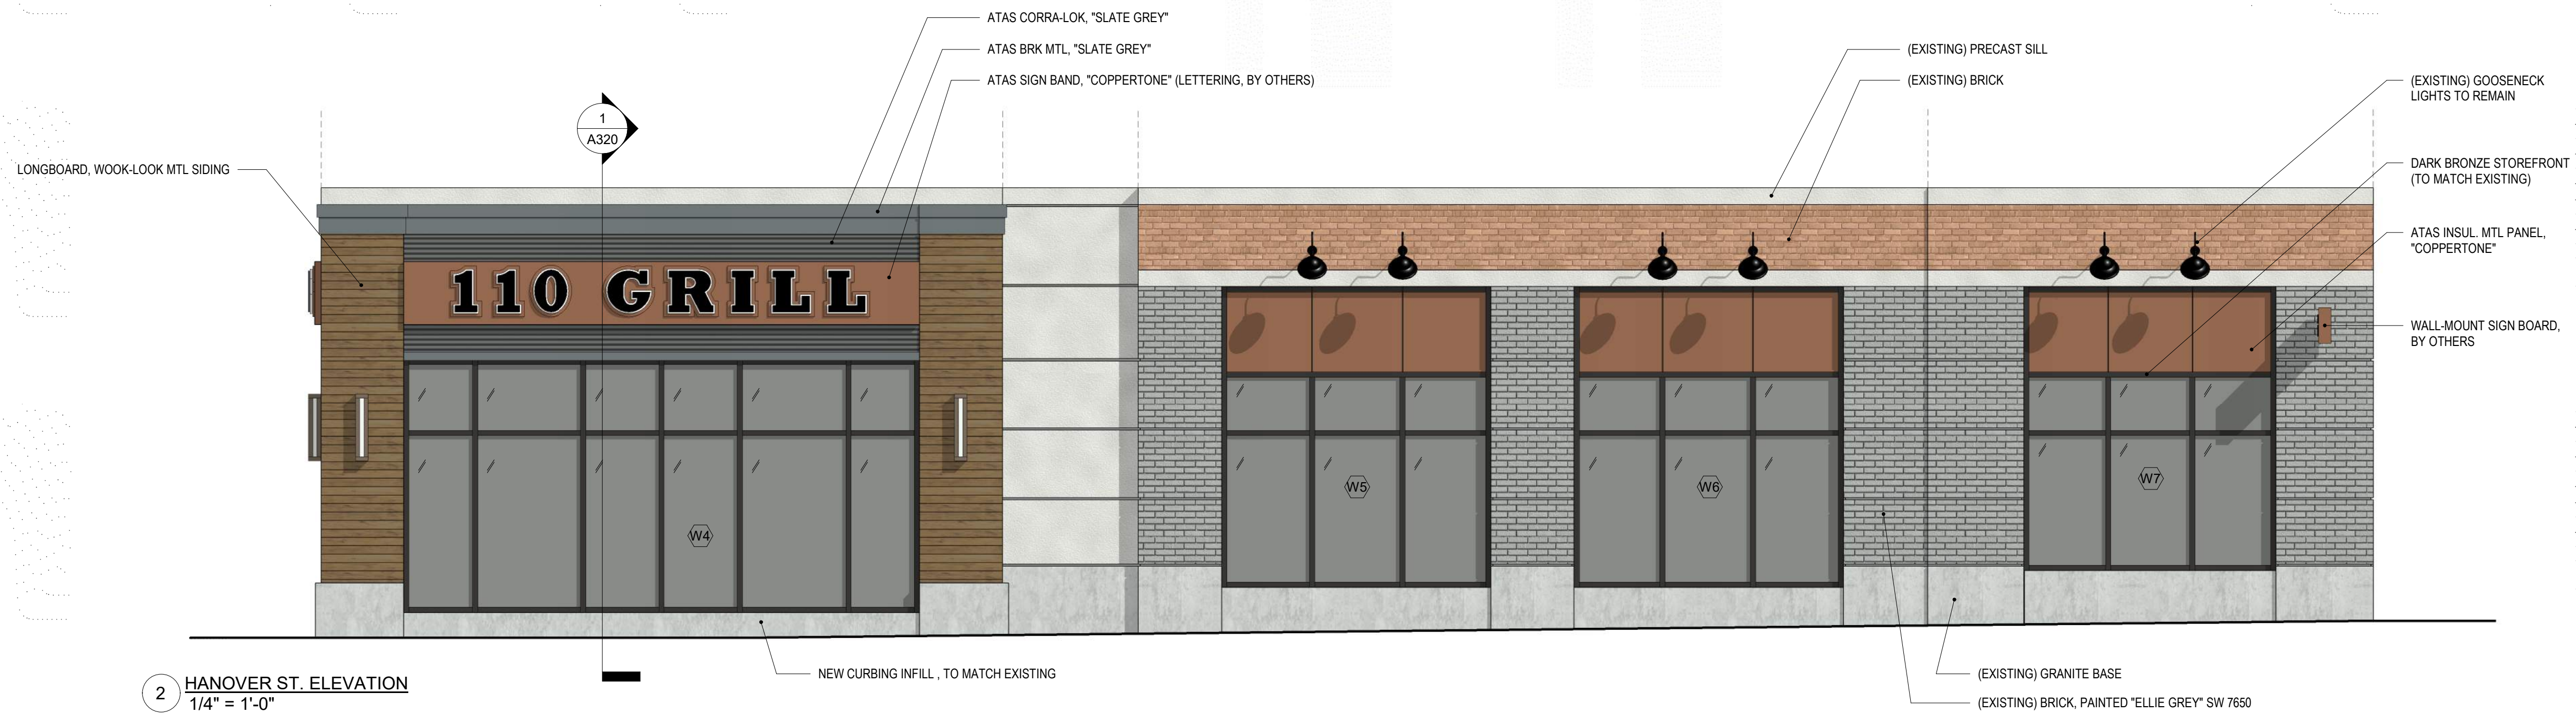 ATAS CORRA-LOK, "SLATE GREY"
ATAS BRK MTL, "SLATE GREY"
ATAS SIGN BAND, "COPPERTONE" (LETTERING, BY OTHERS)
(EXISTING) PRECAST SILL
(EXISTING) BRICK
(EXISTING) GOOSENECK
LIGHTS TO REMAIN
1
A320
LONGBOARD, WOOK-LOOK MTL SIDING
DARK BRONZE STOREFRONT
(TO MATCH EXISTING)
ATAS INSUL. MTL PANEL,
"COPPERTONE"
110 GRILL
WALL-MOUNT SIGN BOARD,
BY OTHERS
W4
W5
W6
W7
NEW CURBING INFILL , TO MATCH EXISTING
(EXISTING) GRANITE BASE
(EXISTING) BRICK, PAINTED "ELLIE GREY" SW 7650
2
HANOVER ST. ELEVATION
1/4" = 1'-0"